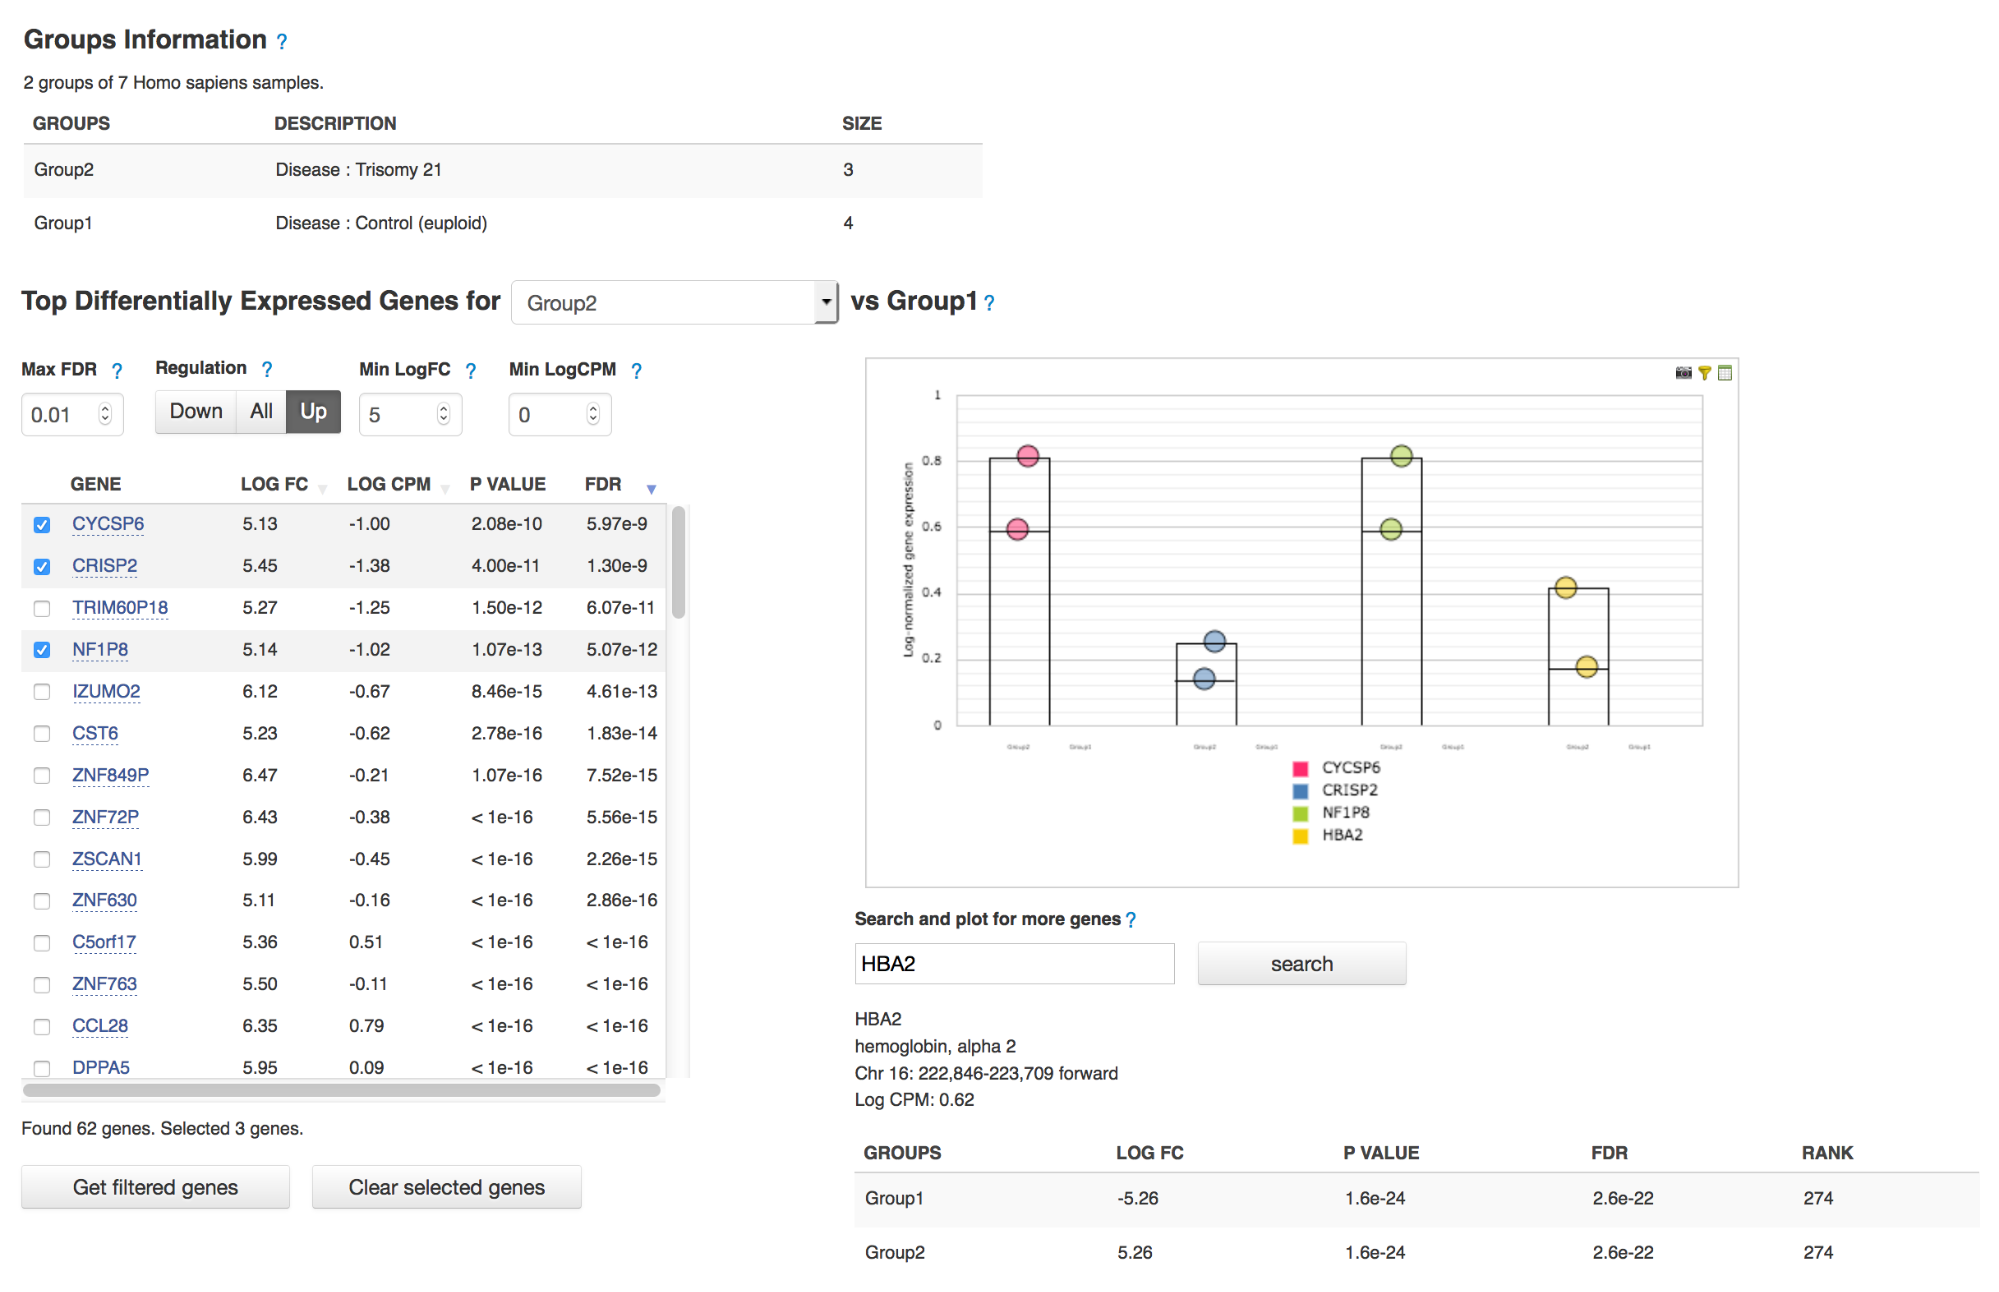 Groups Information ?
2 groups of 7 Homo sapiens samples.
GROUPS DESCRIPTION SIZE
Group2 Disease : Trisomy 21 3
Group1 Disease : Control (euploid) 4
Top Differentially Expressed Genes for Group2 vs Group1 ?
Max FDR ? Regulation ? Min LogFC ? Min LogCPM ?
0.01 Down All Up 5 0
GENE LOG FC LOG CPM P VALUE FDR
CYCSP6 5.13 -1.00 2.08e-10 5.97e-9
CRISP2 5.45 -1.38 4.00e-11 1.30e-9
TRIM60P18 5.27 -1.25 1.50e-12 6.07e-11
NF1P8 5.14 -1.02 1.07e-13 5.07e-12
IZUMO2 6.12 -0.67 8.46e-15 4.61e-13
CST6 5.23 -0.62 2.78e-16 1.83e-14
ZNF849P 6.47 -0.21 1.07e-16 7.52e-15
ZNF72P 6.43 -0.38 < 1e-16 5.56e-15
ZSCAN1 5.99 -0.45 < 1e-16 2.26e-15
ZNF630 5.11 -0.16 < 1e-16 2.86e-16
C5orf17 5.36 0.51 < 1e-16 < 1e-16
ZNF763 5.50 -0.11 < 1e-16 < 1e-16
CCL28 6.35 0.79 < 1e-16 < 1e-16
DPPA5 5.95 0.09 < 1e-16 < 1e-16
Found 62 genes. Selected 3 genes.
Get filtered genes Clear selected genes
Log-normalized gene expression
1
0.8
0.6
0.4
0.2
0
Group2 Group1 Group2 Group1 Group2 Group1 Group2 Group1
CYCSP6
CRISP2
NF1P8
HBA2
Search and plot for more genes ?
HBA2 search
HBA2
hemoglobin, alpha 2
Chr 16: 222,846-223,709 forward
Log CPM: 0.62
GROUPS LOG FC P VALUE FDR RANK
Group1 -5.26 1.6e-24 2.6e-22 274
Group2 5.26 1.6e-24 2.6e-22 274